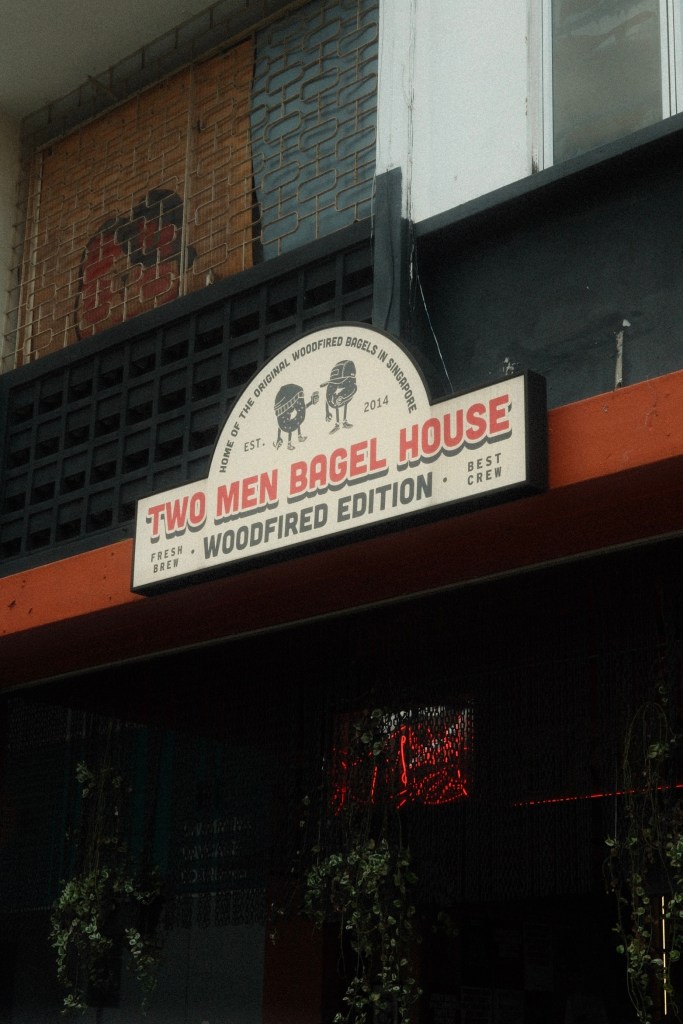 HOME OF THE ORIGINAL WOODFIRED BAGELS IN SINGAPORE
EST. 2014
TWO MEN BAGEL HOUSE
FRESH BREW · WOODFIRED EDITION · BEST CREW